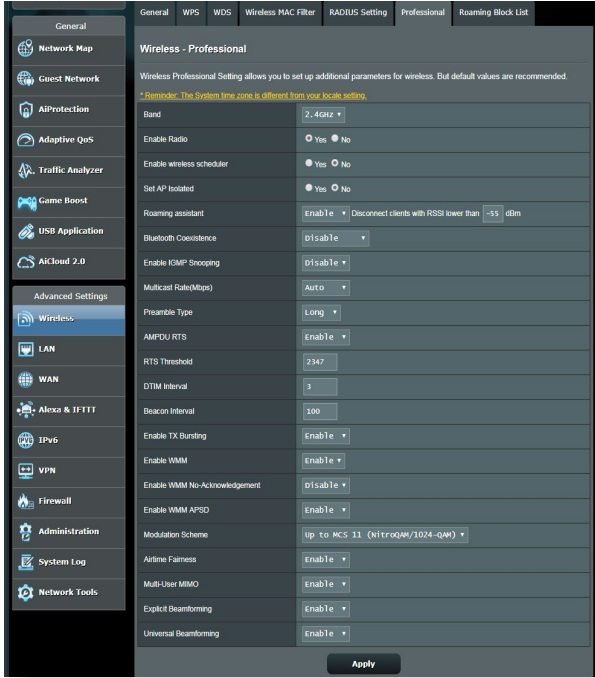 General
Network Map
Guest Network
AiProtection
Adaptive QoS
Traffic Analyzer
Game Boost
USB Application
AiCloud 2.0
Advanced Settings
Wireless
LAN
WAN
Alexa & IFTTT
IPv6
VPN
Firewall
Administration
System Log
Network Tools
General WPS WDS Wireless MAC Filter RADIUS Setting Professional Roaming Block List
Wireless - Professional
Wireless Professional Setting allows you to set up additional parameters for wireless. But default values are recommended.
* Reminder: The System time zone is different from your locale setting.
Band 2.4GHz
Enable Radio Yes No
Enable wireless scheduler Yes No
Set AP Isolated Yes No
Roaming assistant Enable Disconnect clients with RSSI lower than -55 dBm
Bluetooth Coexistence Disable
Enable IGMP Snooping Disable
Multicast Rate(Mbps) Auto
Preamble Type Long
AMPDU RTS Enable
RTS Threshold 2347
DTIM Interval 3
Beacon Interval 100
Enable TX Bursting Enable
Enable WMM Enable
Enable WMM No-Acknowledgement Disable
Enable WMM APSD Enable
Modulation Scheme Up to MCS 11 (NitroQAM/1024-QAM)
Airtime Fairness Enable
Multi-User MIMO Enable
Explicit Beamforming Enable
Universal Beamforming Enable
Apply